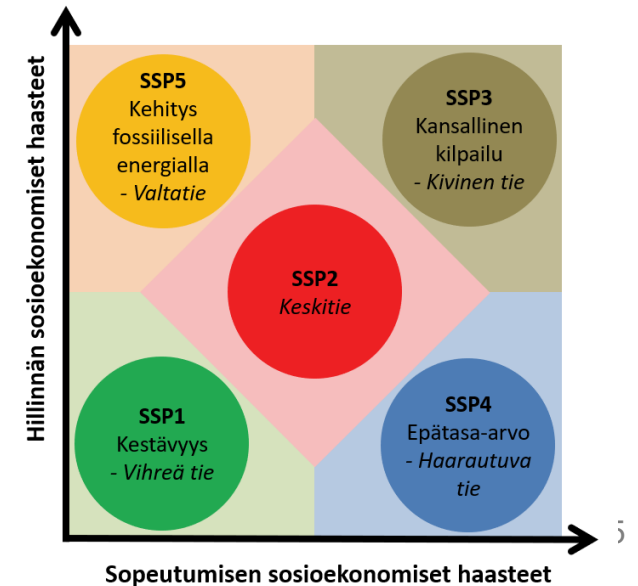 Hillinnän sosioekonomiset haasteet
SSP5
Kehitys
fossiilisella
energialla
- Valtatie
SSP3
Kansallinen
kilpailu
- Kivinen tie
SSP2
Keskitie
SSP1
Kestävyys
- Vihreä tie
SSP4
Epätasa-arvo
- Haarautuva
tie
Sopeutumisen sosioekonomiset haasteet